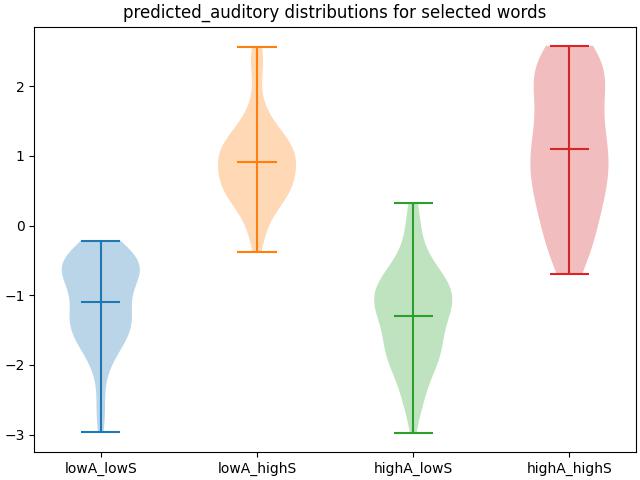 predicted_auditory distributions for selected words
2
1
0
−1
−2
−3
lowA_lowS
lowA_highS
highA_lowS
highA_highS